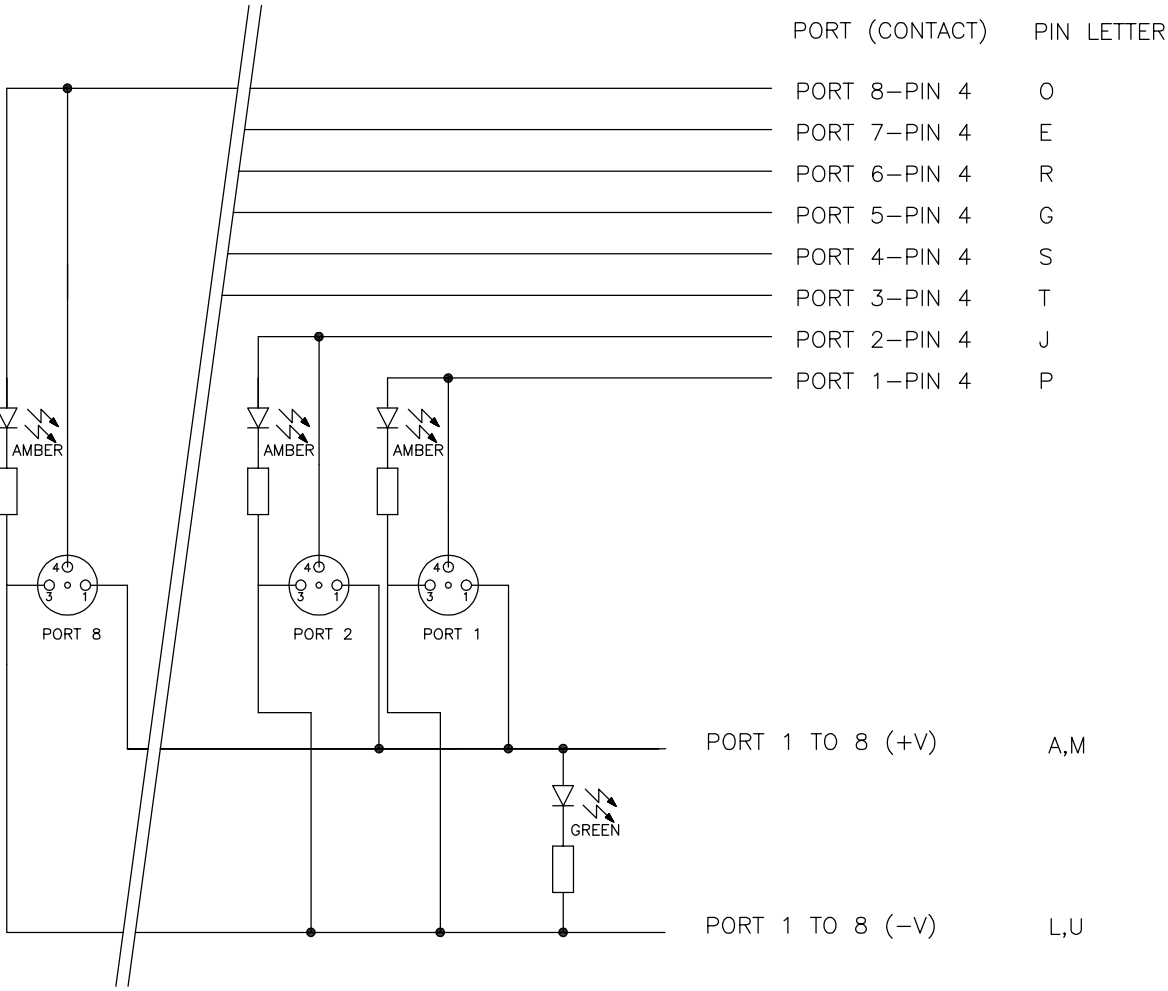 PORT (CONTACT) PIN LETTER
PORT 8-PIN 4 O
PORT 7-PIN 4 E
PORT 6-PIN 4 R
PORT 5-PIN 4 G
PORT 4-PIN 4 S
PORT 3-PIN 4 T
PORT 2-PIN 4 J
PORT 1-PIN 4 P
AMBER AMBER AMBER
4 4 4
3 1 3 1 3 1
PORT 8 PORT 2 PORT 1
PORT 1 TO 8 (+V) A,M
GREEN
PORT 1 TO 8 (-V) L,U